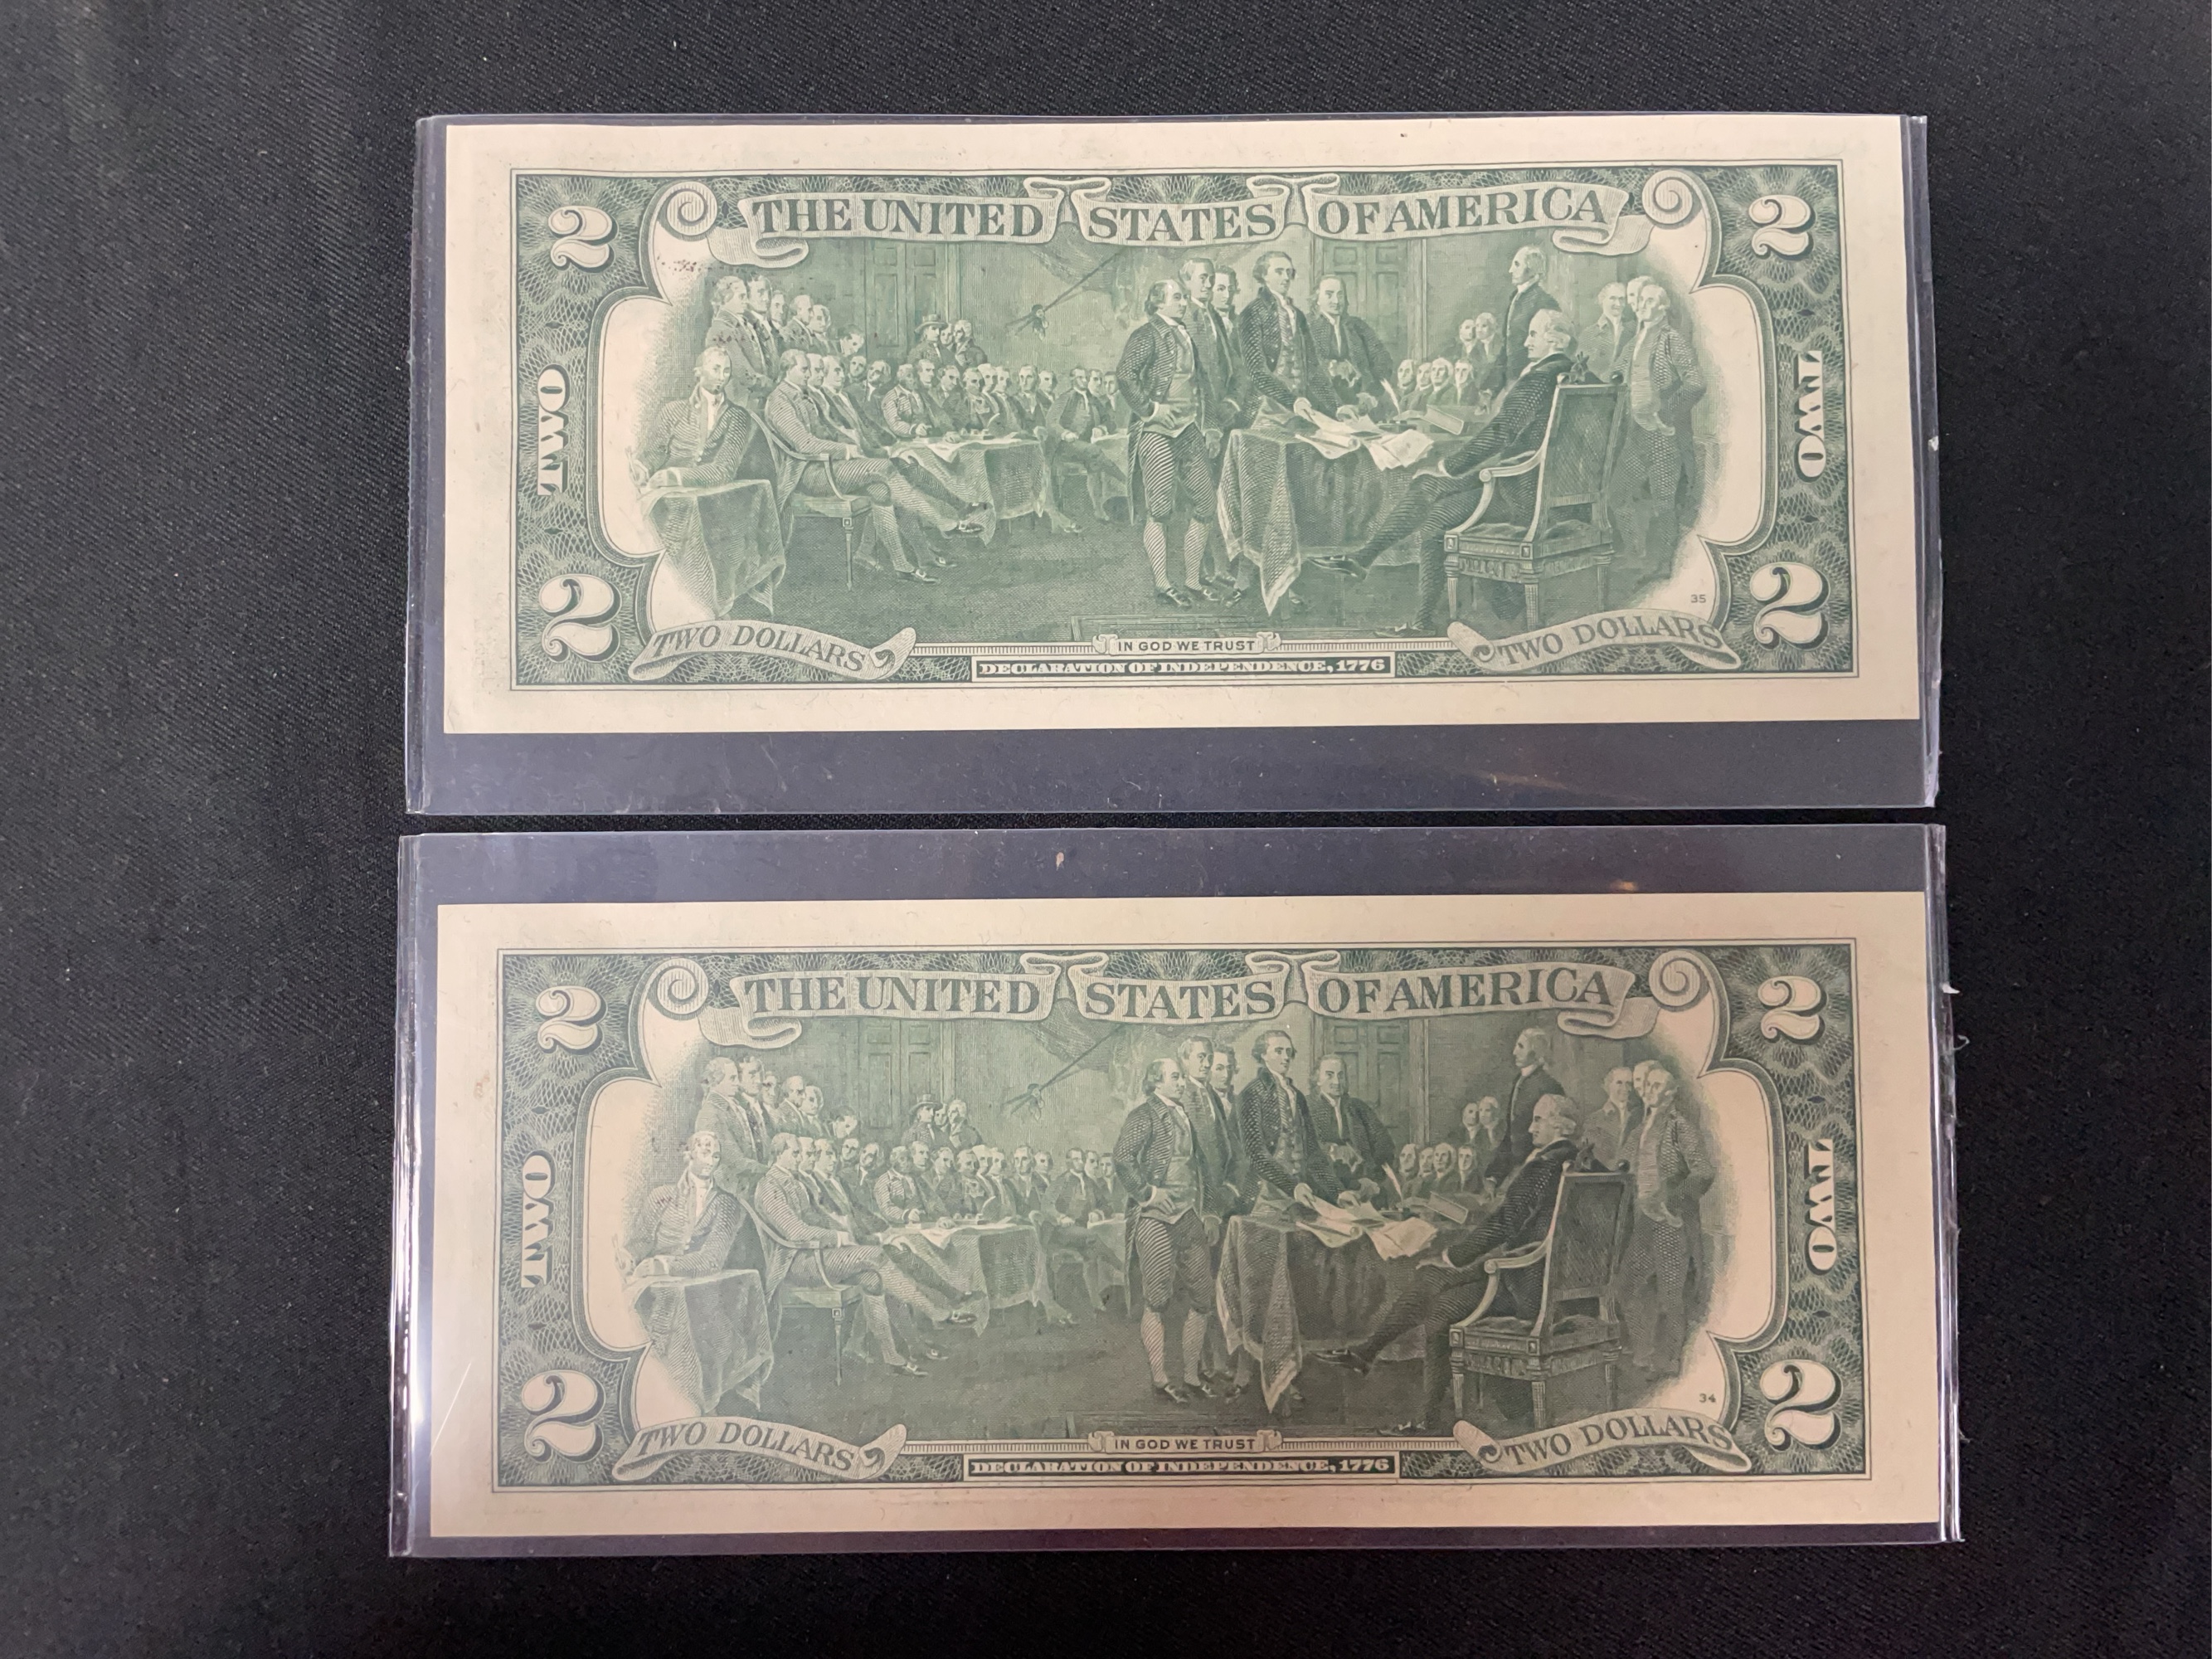 2 THE UNITED STATES OF AMERICA 2
TWO TWO
35
2 TWO DOLLARS IN GOD WE TRUST TWO DOLLARS 2
DECLARATION OF INDEPENDENCE, 1776
2 THE UNITED STATES OF AMERICA 2
TWO TWO
34
2 TWO DOLLARS IN GOD WE TRUST TWO DOLLARS 2
DECLARATION OF INDEPENDENCE, 1776